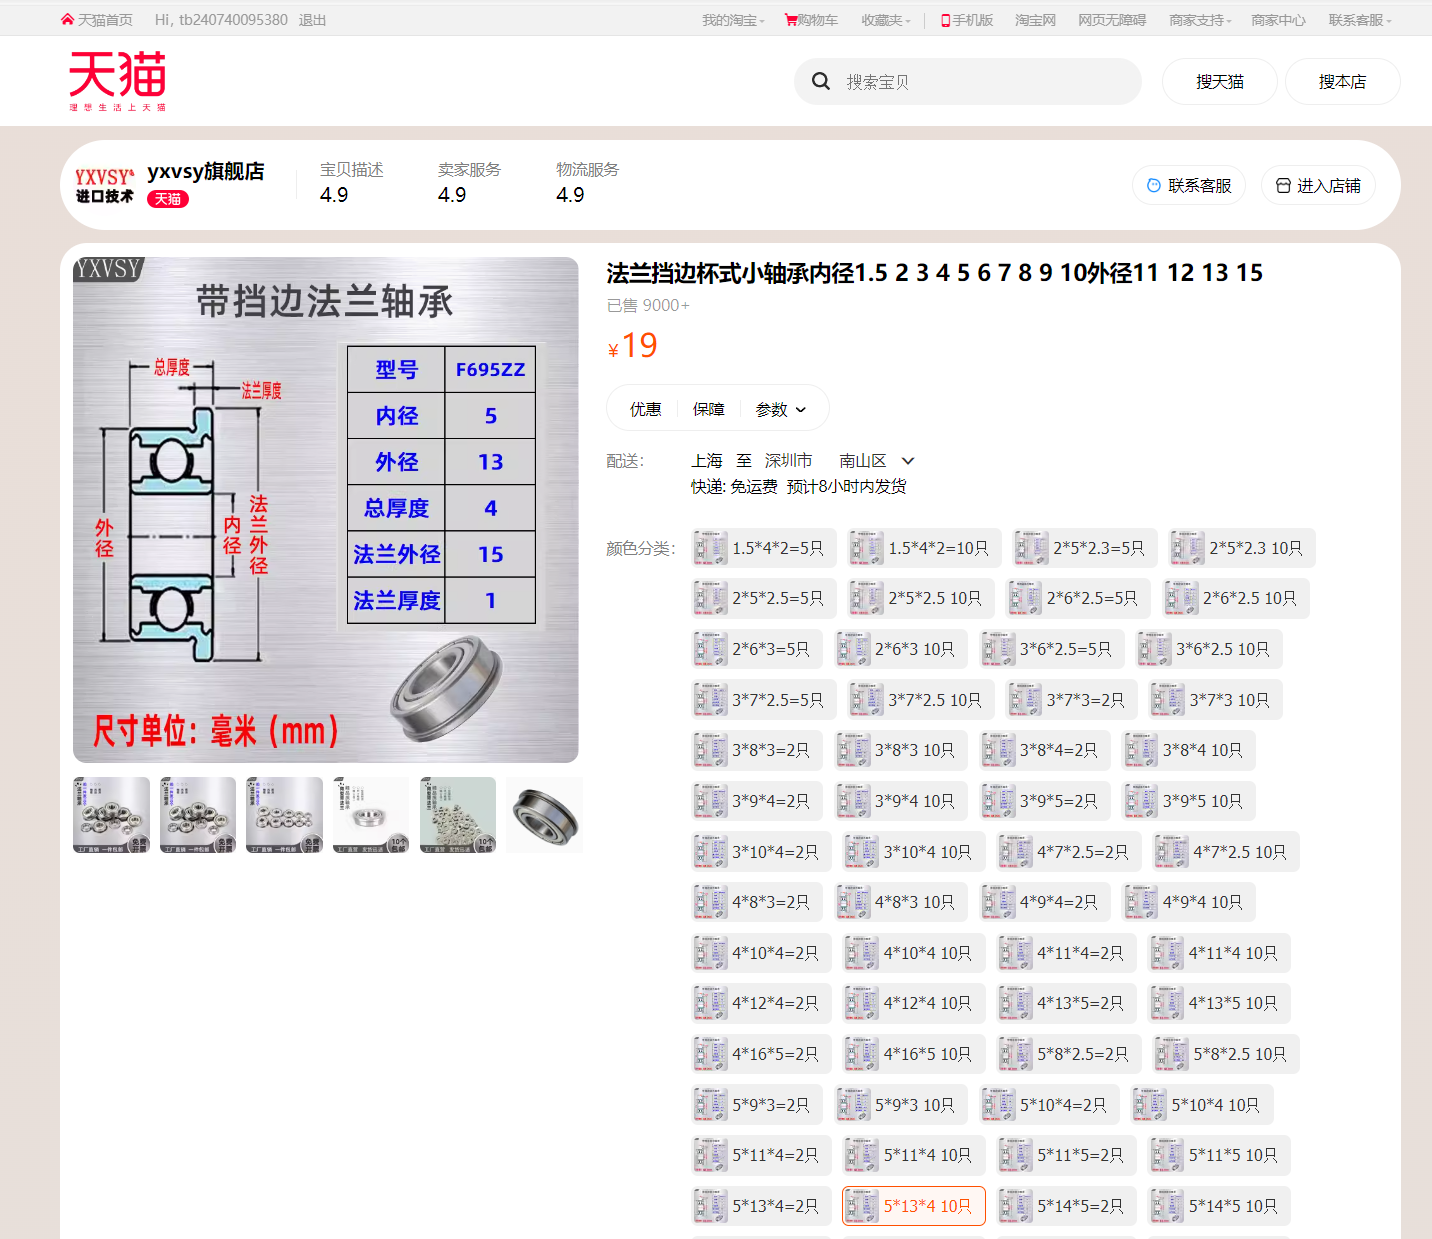 天猫首页 Hi, tb240740095380 退出 我的淘宝 购物车 收藏夹 手机版 淘宝网 网页无障碍 商家支持 商家中心 联系客服
天猫
理想生活上天猫
搜索宝贝 搜天猫 搜本店
YXVSY
进口技术
yxvsy旗舰店
天猫
宝贝描述 卖家服务 物流服务
4.9 4.9 4.9
联系客服 进入店铺
YXVSY
带挡边法兰轴承
总厚度
法兰厚度
外径
内径
法兰外径
型号 F695ZZ
内径 5
外径 13
总厚度 4
法兰外径 15
法兰厚度 1
尺寸单位：毫米（mm）
法兰挡边杯式小轴承内径1.5 2 3 4 5 6 7 8 9 10外径11 12 13 15
已售 9000+
¥19
优惠 保障 参数
配送: 上海 至 深圳市 南山区
快递: 免运费 预计8小时内发货
颜色分类: 1.5*4*2=5只 1.5*4*2=10只 2*5*2.3=5只 2*5*2.3 10只
2*5*2.5=5只 2*5*2.5 10只 2*6*2.5=5只 2*6*2.5 10只
2*6*3=5只 2*6*3 10只 3*6*2.5=5只 3*6*2.5 10只
3*7*2.5=5只 3*7*2.5 10只 3*7*3=2只 3*7*3 10只
3*8*3=2只 3*8*3 10只 3*8*4=2只 3*8*4 10只
3*9*4=2只 3*9*4 10只 3*9*5=2只 3*9*5 10只
3*10*4=2只 3*10*4 10只 4*7*2.5=2只 4*7*2.5 10只
4*8*3=2只 4*8*3 10只 4*9*4=2只 4*9*4 10只
4*10*4=2只 4*10*4 10只 4*11*4=2只 4*11*4 10只
4*12*4=2只 4*12*4 10只 4*13*5=2只 4*13*5 10只
4*16*5=2只 4*16*5 10只 5*8*2.5=2只 5*8*2.5 10只
5*9*3=2只 5*9*3 10只 5*10*4=2只 5*10*4 10只
5*11*4=2只 5*11*4 10只 5*11*5=2只 5*11*5 10只
5*13*4=2只 5*13*4 10只 5*14*5=2只 5*14*5 10只